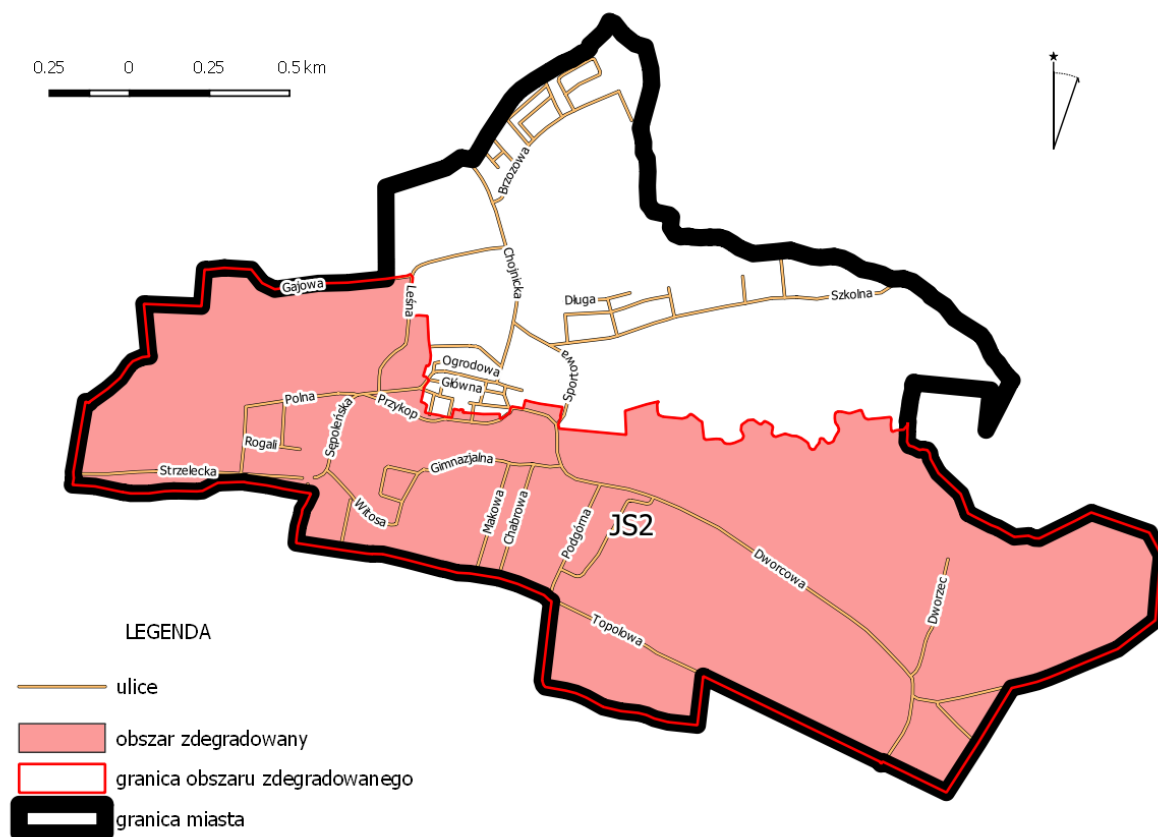 0.25 0 0.25 0.5 km
Brzozowa
Chojnicka
Gajowa
Leśna
Długa
Szkolna
Sportowa
Ogrodowa
Główna
Polna
Przykop
Sępoleńska
Rogali
Strzelecka
Gimnazjalna
Witosa
Makowa
Chabrowa
Podgórna
JS2
Dworcowa
Dworzec
Topolowa
LEGENDA
ulice
obszar zdegradowany
granica obszaru zdegradowanego
granica miasta